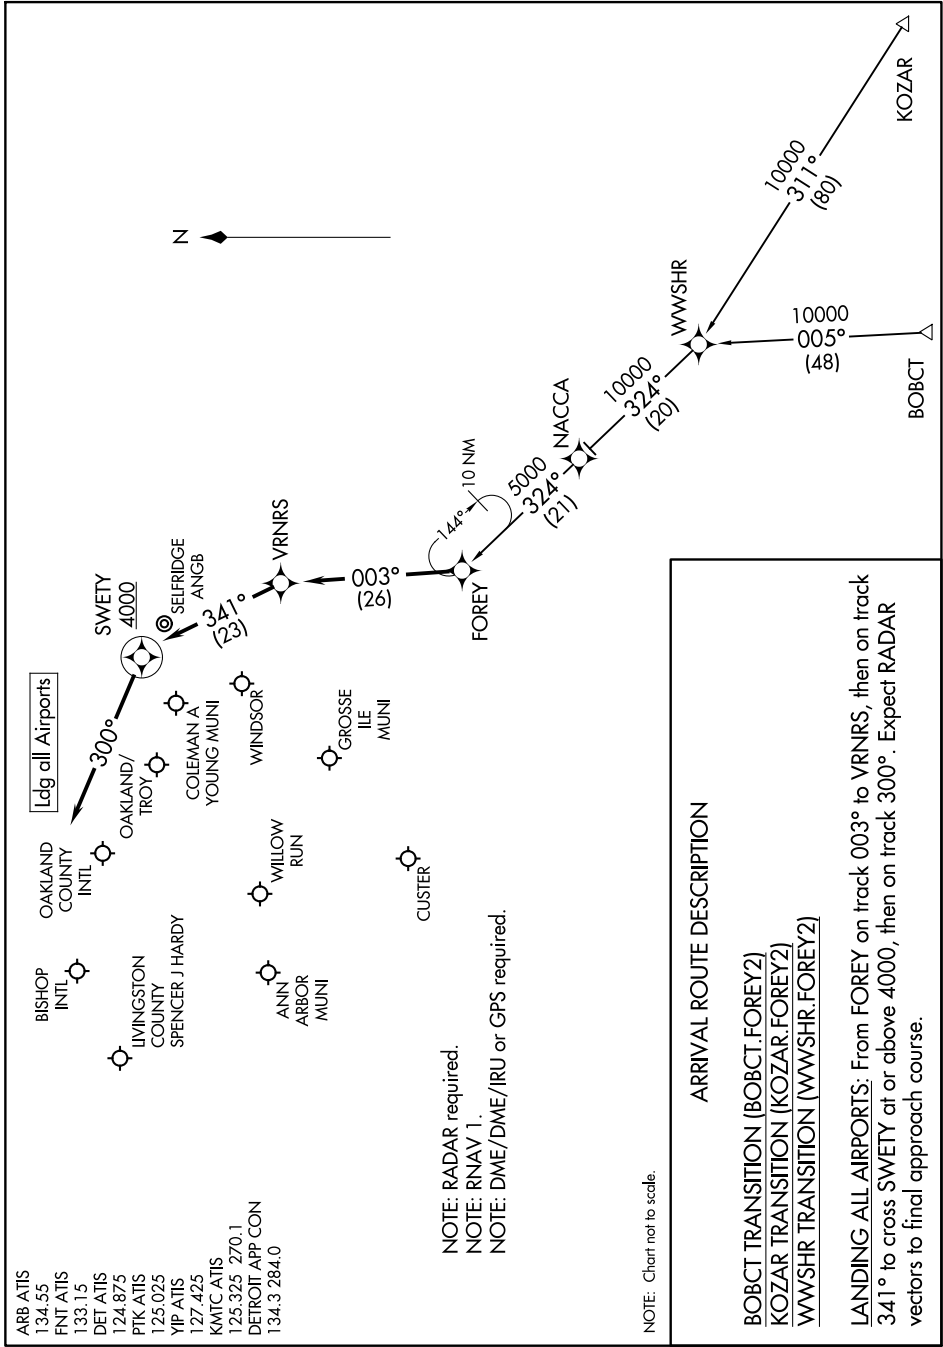 ARB ATIS
134.55
FNT ATIS
133.15
DET ATIS
124.875
PTK ATIS
125.025
YIP ATIS
127.425
KMTC ATIS
125.325 270.1
DETROIT APP CON
134.3 284.0
BISHOP
INTL
LIVINGSTON
COUNTY
SPENCER J HARDY
OAKLAND
COUNTY
INTL
Ldg all Airports
300°
OAKLAND/
TROY
COLEMAN A
YOUNG MUNI
SWETY
4000
SELFRIDGE
ANGB
341°
(23)
WINDSOR
VRNRS
GROSSE
ILE
MUNI
WILLOW
RUN
ANN
ARBOR
MUNI
CUSTER
003°
(26)
FOREY
144°
10 NM
5000
324°
(21)
NACCA
10000
324°
(20)
WWSHR
10000
005°
(48)
BOBCT
10000
311°
(80)
KOZAR
N
NOTE: RADAR required.
NOTE: RNAV 1.
NOTE: DME/DME/IRU or GPS required.
NOTE: Chart not to scale.
ARRIVAL ROUTE DESCRIPTION
BOBCT TRANSITION (BOBCT.FOREY2)
KOZAR TRANSITION (KOZAR.FOREY2)
WWSHR TRANSITION (WWSHR.FOREY2)
LANDING ALL AIRPORTS: From FOREY on track 003° to VRNRS, then on track
341° to cross SWETY at or above 4000, then on track 300°. Expect RADAR
vectors to final approach course.